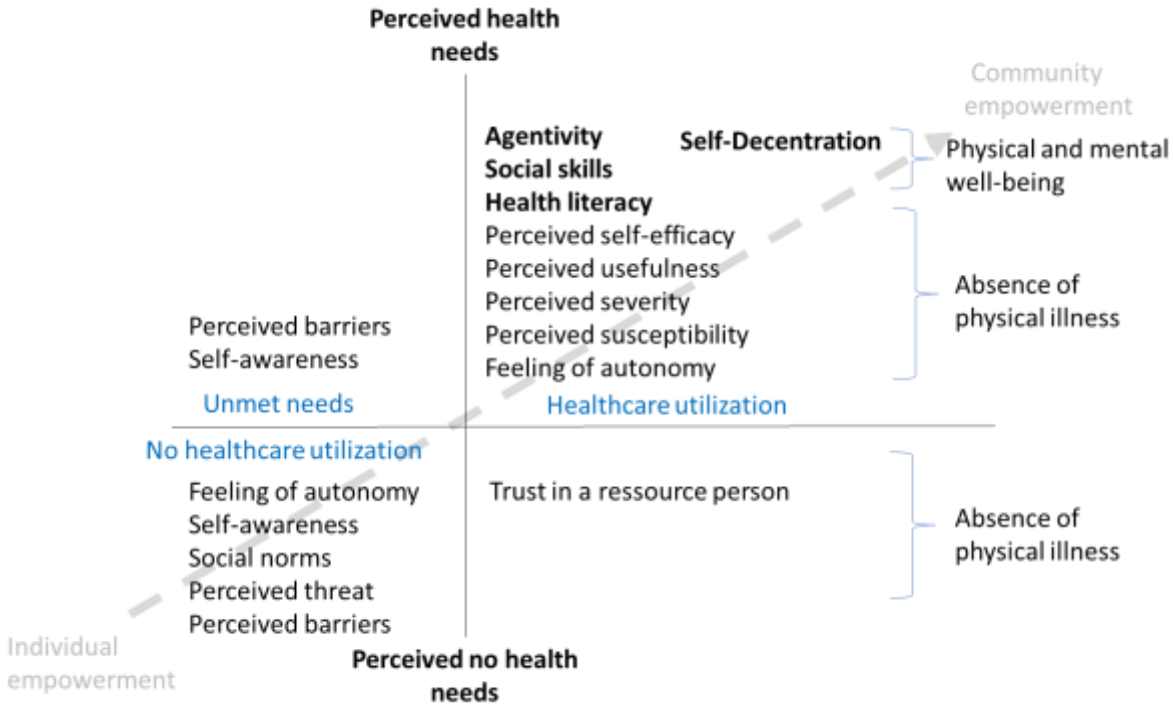 Perceived health
needs
Community
empowerment
Agentivity
Self-Decentration
Social skills
Health literacy
Physical and mental
well-being
Perceived self-efficacy
Perceived usefulness
Perceived severity
Perceived susceptibility
Feeling of autonomy
Absence of
physical illness
Perceived barriers
Self-awareness
Unmet needs
Healthcare utilization
No healthcare utilization
Feeling of autonomy
Self-awareness
Social norms
Perceived threat
Perceived barriers
Trust in a ressource person
Absence of
physical illness
Individual
empowerment
Perceived no health
needs